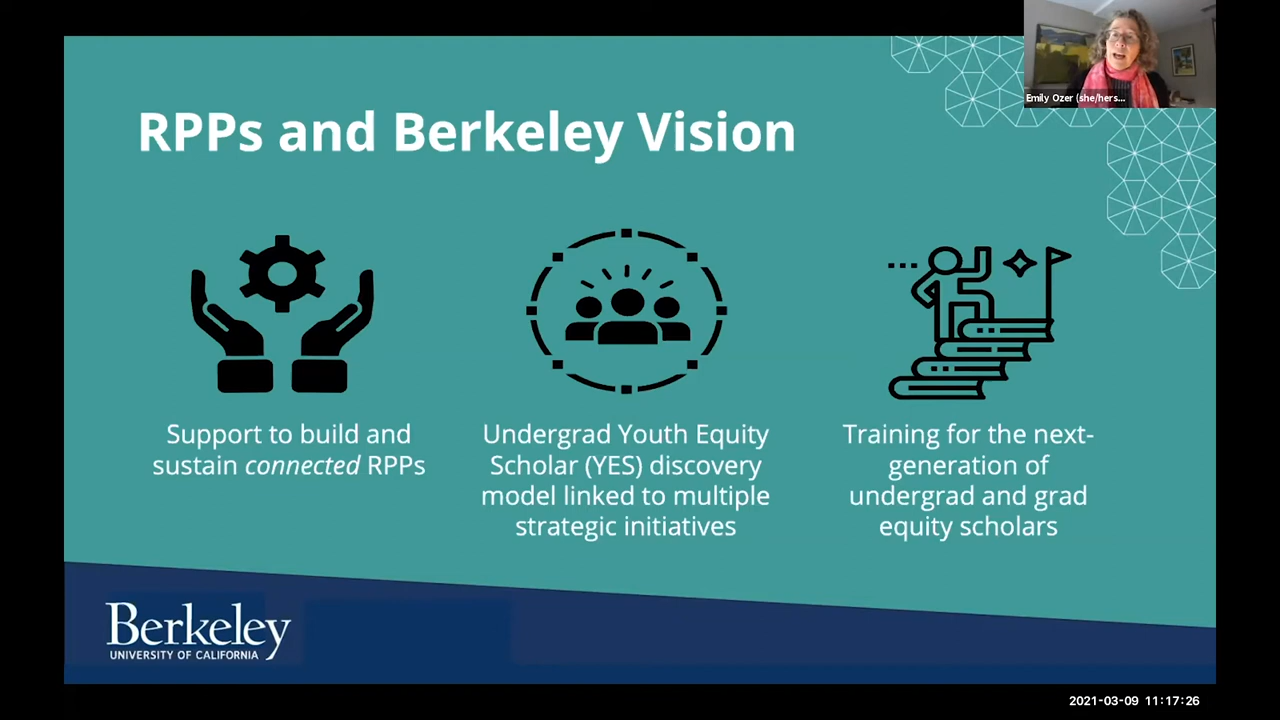 Emily Ozer (she/hers...
RPPs and Berkeley Vision
Support to build and
sustain connected RPPs
Undergrad Youth Equity
Scholar (YES) discovery
model linked to multiple
strategic initiatives
Training for the next-
generation of
undergrad and grad
equity scholars
Berkeley
UNIVERSITY OF CALIFORNIA
2021-03-09 11:17:26